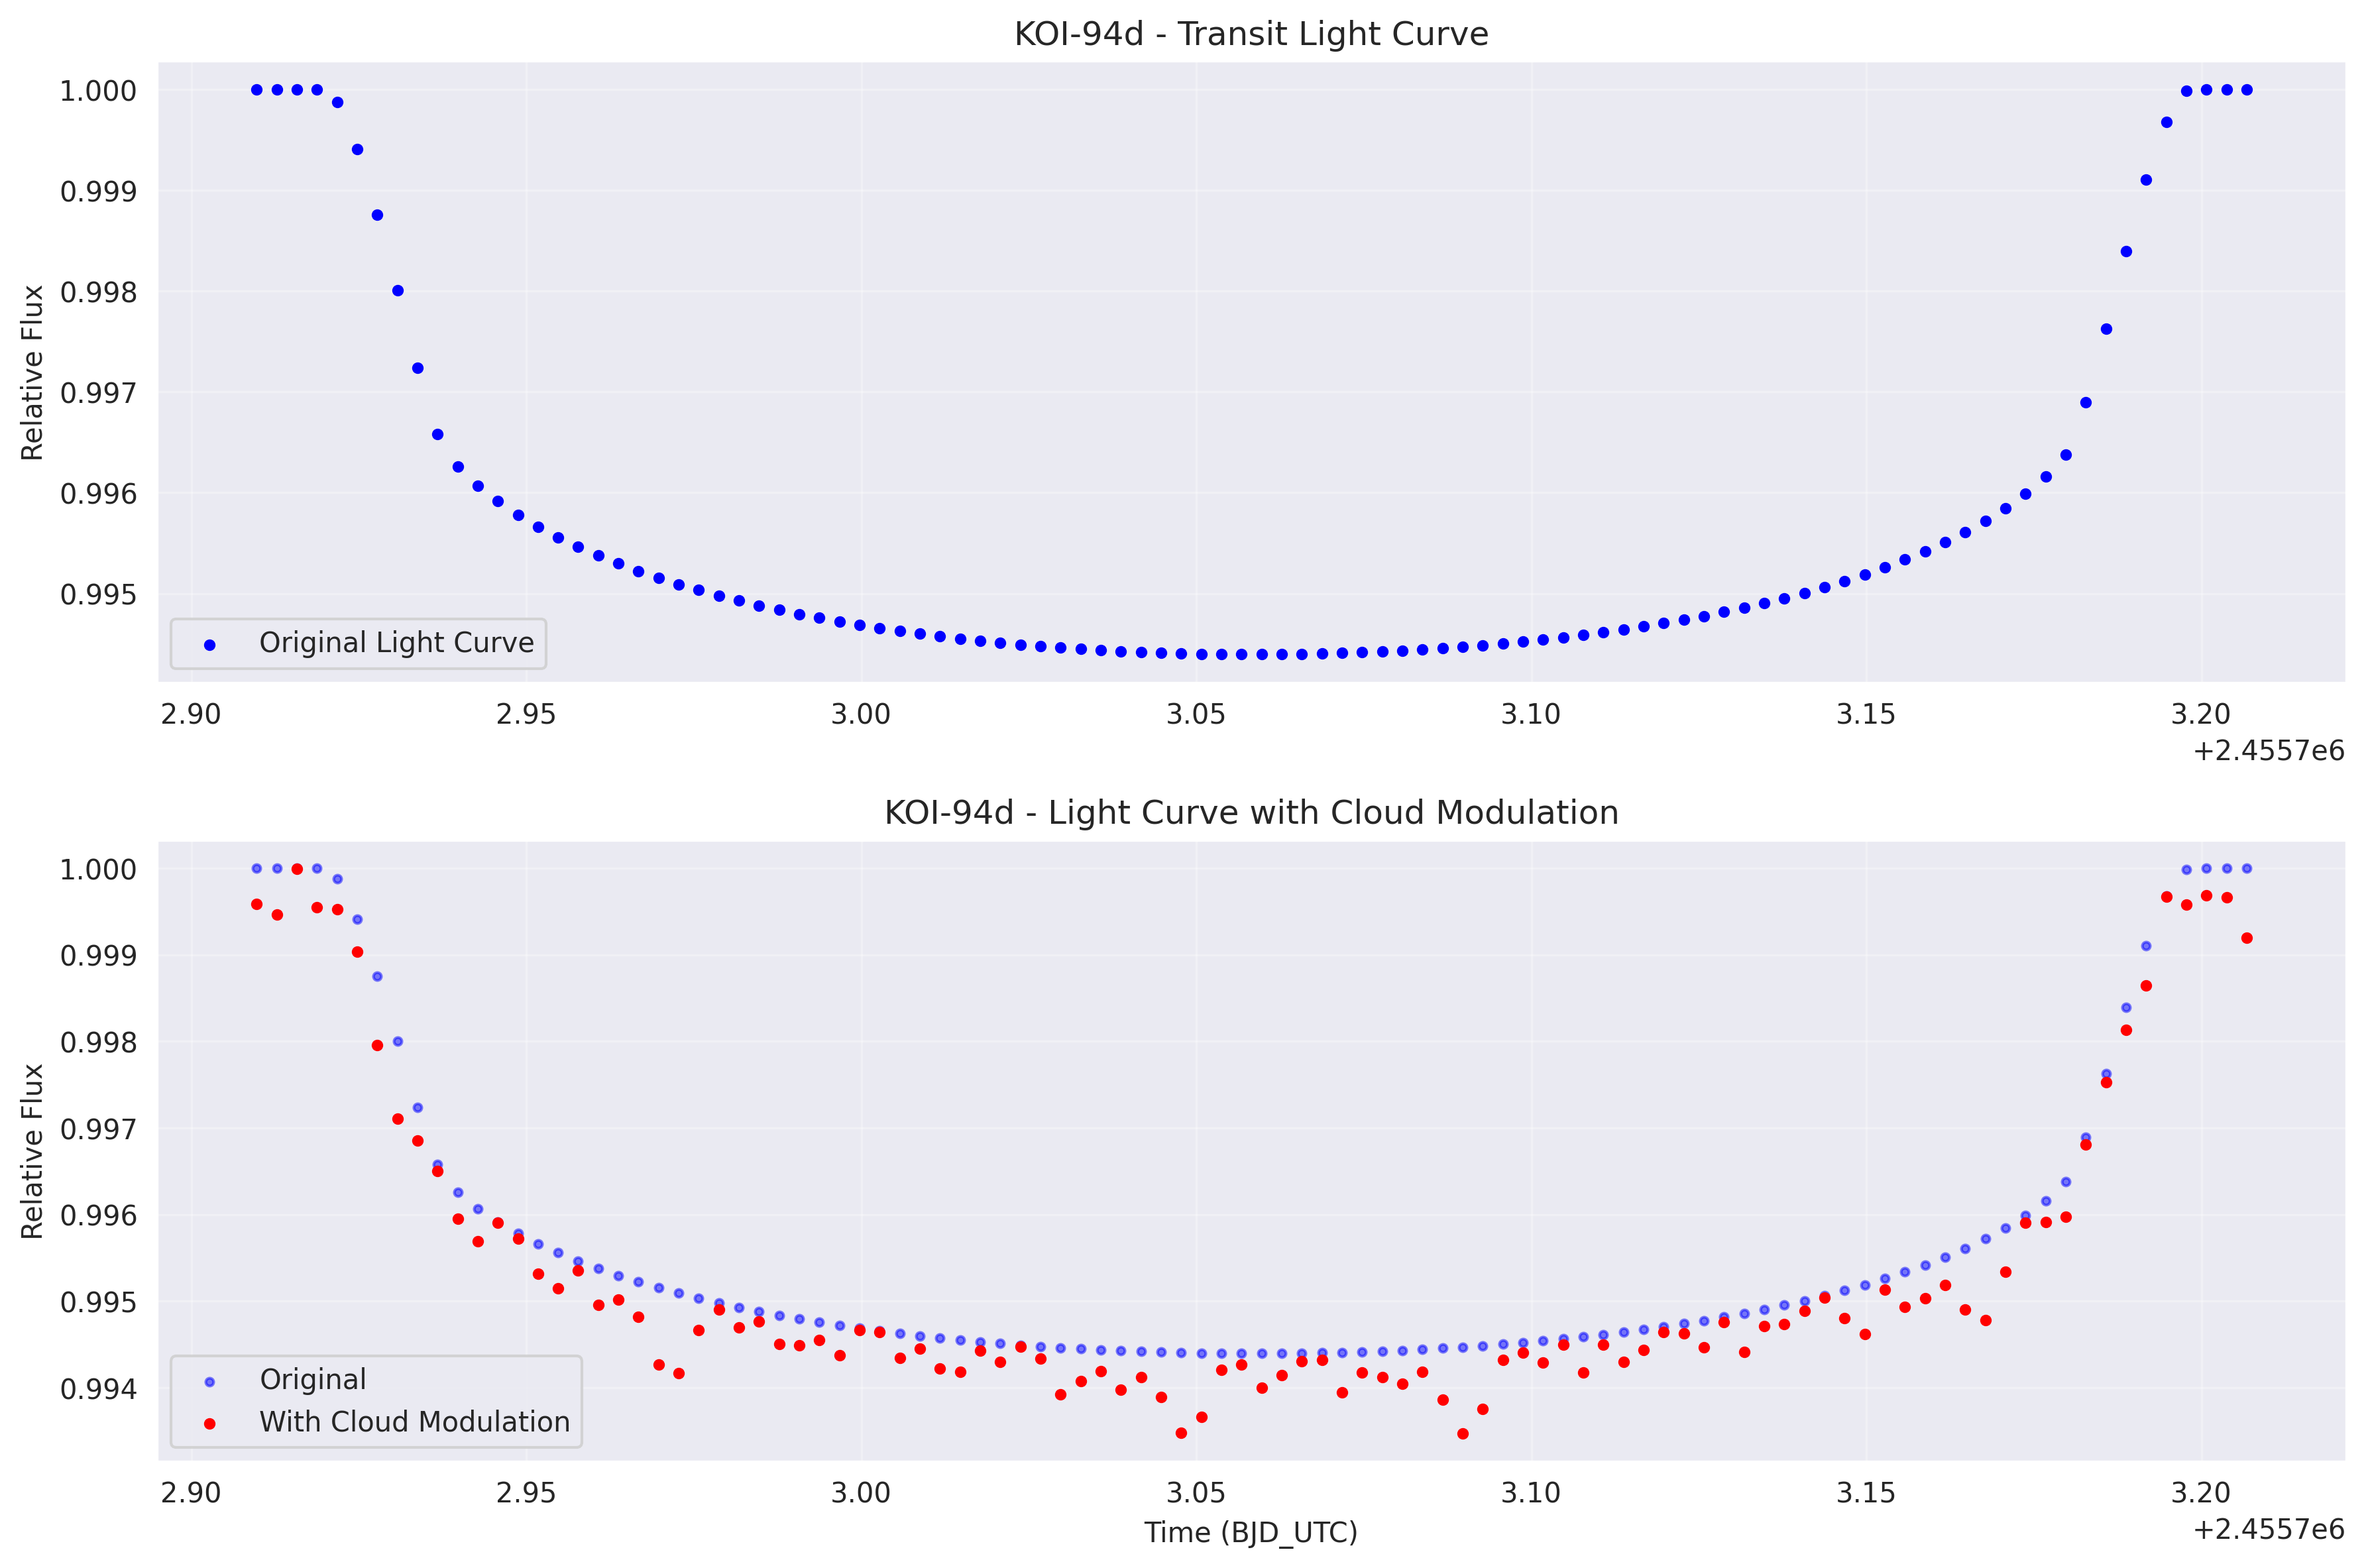 KOI-94d - Transit Light Curve
Relative Flux
1.000
0.999
0.998
0.997
0.996
0.995
Original Light Curve
2.90 2.95 3.00 3.05 3.10 3.15 3.20
+2.4557e6
KOI-94d - Light Curve with Cloud Modulation
Relative Flux
1.000
0.999
0.998
0.997
0.996
0.995
0.994
Original
With Cloud Modulation
2.90 2.95 3.00 3.05 3.10 3.15 3.20
Time (BJD_UTC)
+2.4557e6